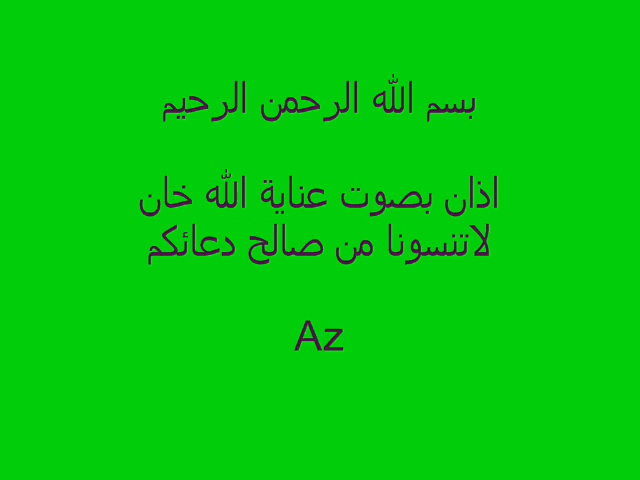 بسم الله الرحمن الرحيم
اذان بصوت عناية الله خان
لاتنسونا من صالح دعائكم
Az